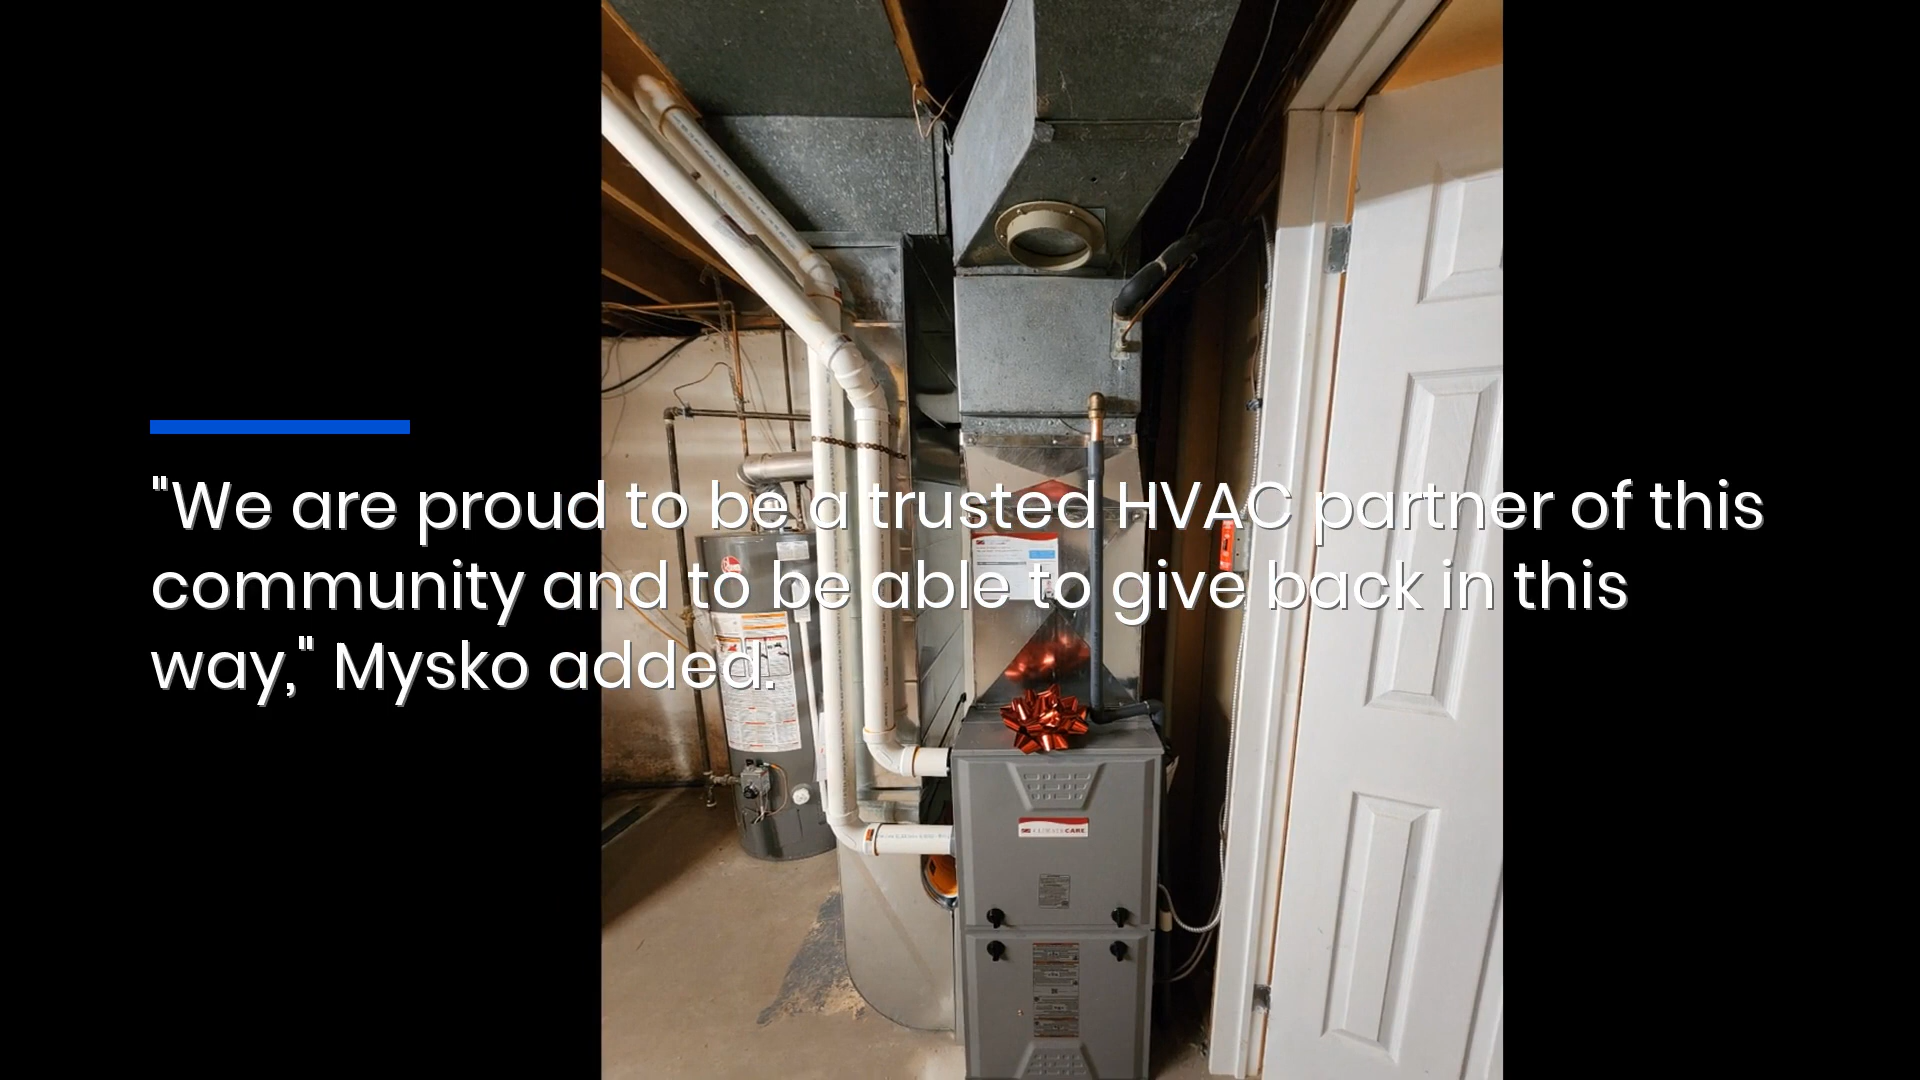 "We are proud to be a trusted HVAC partner of this
community and to be able to give back in this
way," Mysko added.
CLIMATECARE